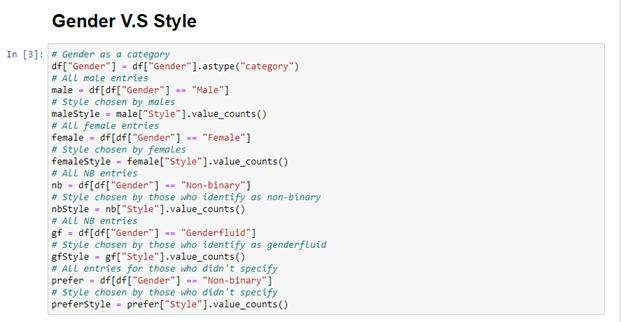 Gender V.S Style
In [3]: # Gender as a category
df["Gender"] = df["Gender"].astype("category")
# All male entries
male = df[df["Gender"] == "Male"]
# Style chosen by males
maleStyle = male["Style"].value_counts()
# All female entries
female = df[df["Gender"] == "Female"]
# Style chosen by females
femaleStyle = female["Style"].value_counts()
# All NB entries
nb = df[df["Gender"] == "Non-binary"]
# Style chosen by those who identify as non-binary
nbStyle = nb["Style"].value_counts()
# All NB entries
gf = df[df["Gender"] == "Genderfluid"]
# Style chosen by those who identify as genderfluid
gfStyle = gf["Style"].value_counts()
# All entries for those who didn't specify
prefer = df[df["Gender"] == "Non-binary"]
# Style chosen by those who didn't specify
preferStyle = prefer["Style"].value_counts()